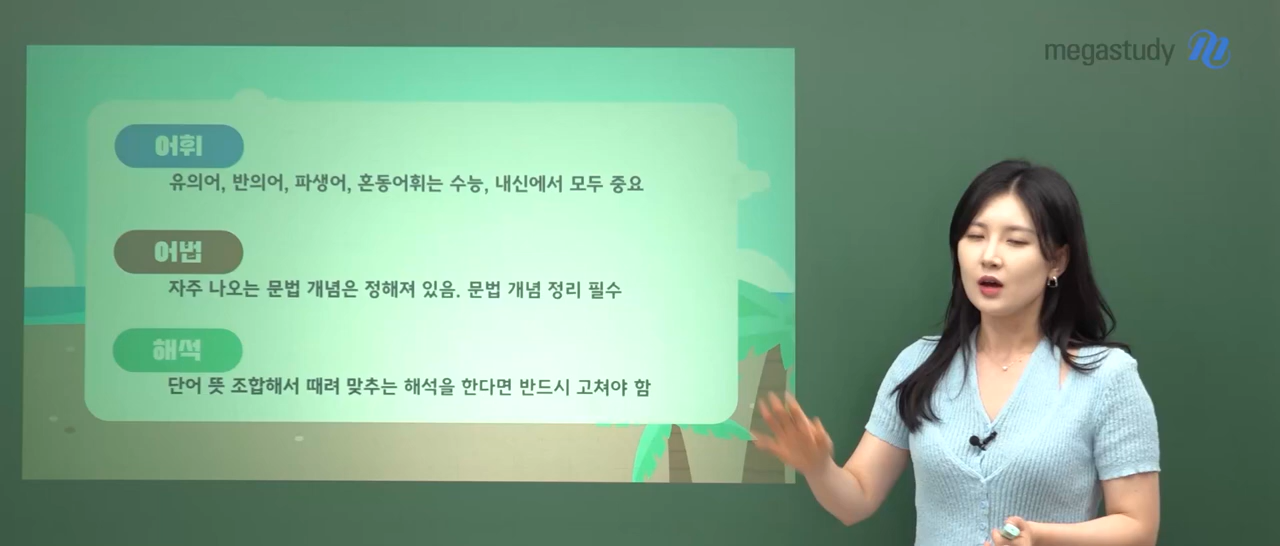 megastudy
어휘
유의어, 반의어, 파생어, 혼동어휘는 수능, 내신에서 모두 중요
어법
자주 나오는 문법 개념은 정해져 있음. 문법 개념 정리 필수
해석
단어 뜻 조합해서 때려 맞추는 해석을 한다면 반드시 고쳐야 함